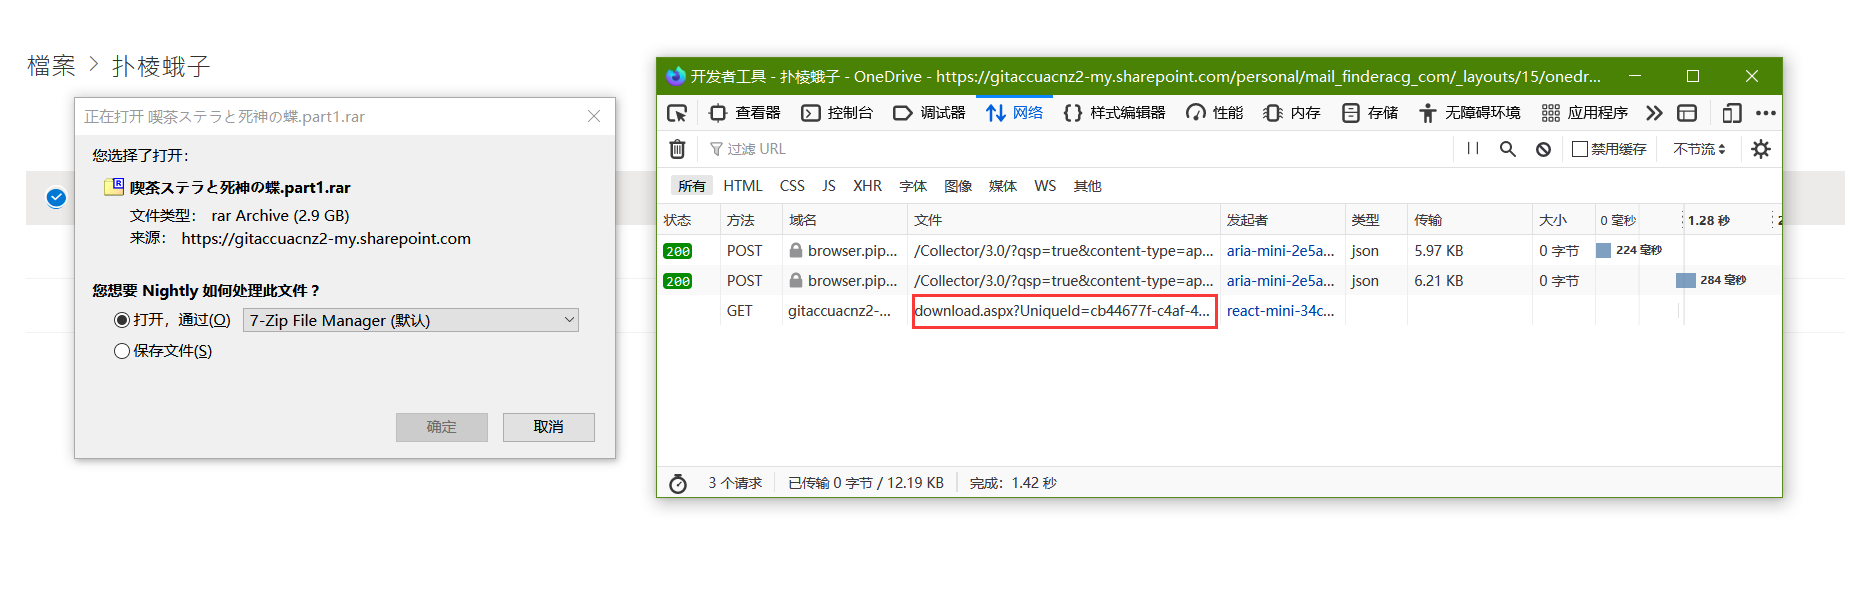 檔案 > 扑棱蛾子
正在打开 喫茶ステラと死神の蝶.part1.rar
您选择了打开：
喫茶ステラと死神の蝶.part1.rar
文件类型： rar Archive (2.9 GB)
来源： https://gitaccuacnz2-my.sharepoint.com
您想要 Nightly 如何处理此文件？
打开，通过(O) 7-Zip File Manager (默认)
保存文件(S)
确定 取消
开发者工具 - 扑棱蛾子 - OneDrive - https://gitaccuacnz2-my.sharepoint.com/personal/mail_finderacg_com/_layouts/15/onedr...
查看器 控制台 调试器 网络 样式编辑器 性能 内存 存储 无障碍环境 应用程序
过滤 URL 禁用缓存 不节流
所有 HTML CSS JS XHR 字体 图像 媒体 WS 其他
状态 方法 域名 文件 发起者 类型 传输 大小 0 毫秒 1.28 秒
200 POST browser.pip... /Collector/3.0/?qsp=true&content-type=ap... aria-mini-2e5a... json 5.97 KB 0 字节 224 毫秒
200 POST browser.pip... /Collector/3.0/?qsp=true&content-type=ap... aria-mini-2e5a... json 6.21 KB 0 字节 284 毫秒
GET gitaccuacnz2-... download.aspx?UniqueId=cb44677f-c4af-4... react-mini-34c...
3 个请求 已传输 0 字节 / 12.19 KB 完成：1.42 秒